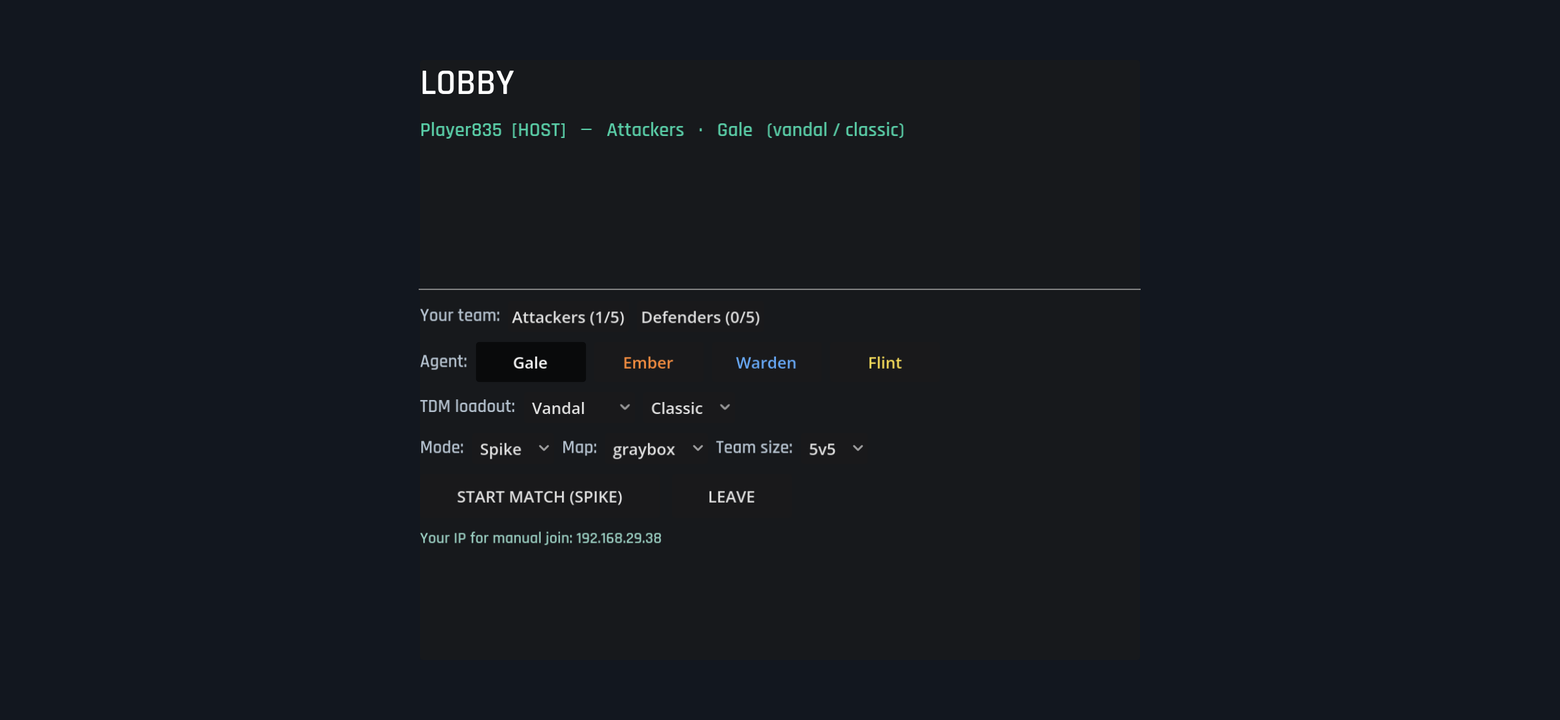 LOBBY
Player835 [HOST] — Attackers · Gale (vandal / classic)
Your team: Attackers (1/5) Defenders (0/5)
Agent: Gale Ember Warden Flint
TDM loadout: Vandal Classic
Mode: Spike Map: graybox Team size: 5v5
START MATCH (SPIKE) LEAVE
Your IP for manual join: 192.168.29.38